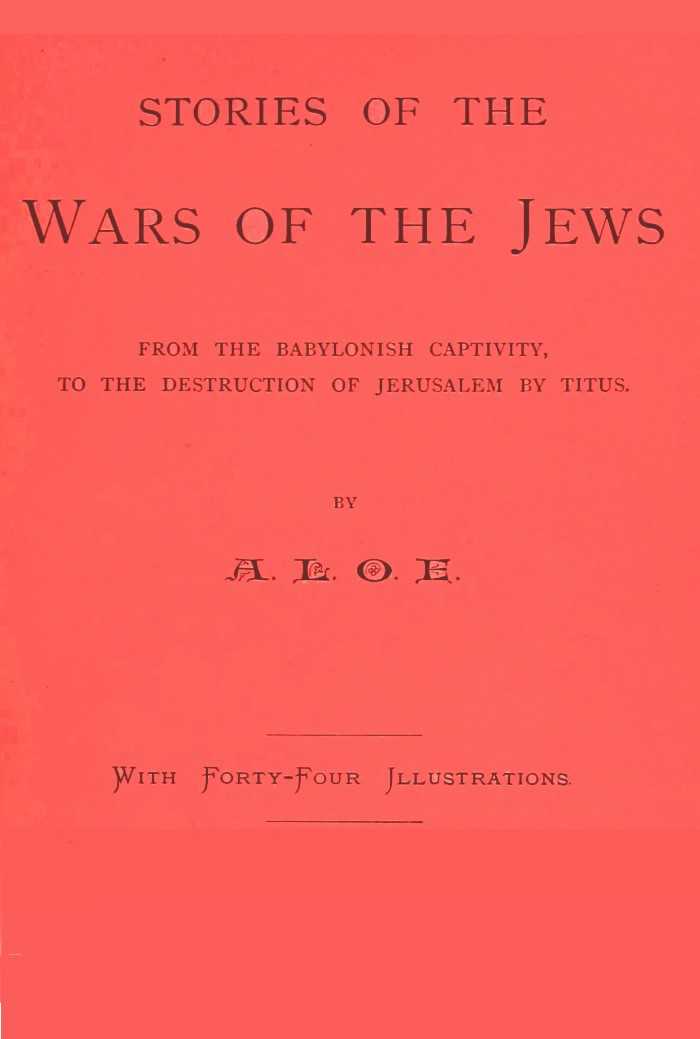 STORIES OF THE
WARS OF THE JEWS
FROM THE BABYLONISH CAPTIVITY,
TO THE DESTRUCTION OF JERUSALEM BY TITUS.
BY
A. L. O. E.
WITH FORTY-FOUR ILLUSTRATIONS.